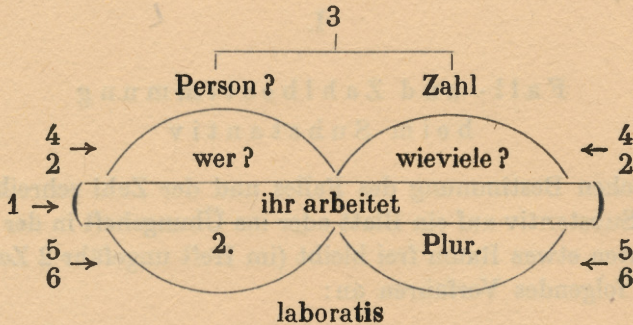 3
Person? Zahl
4 4
wer? wieviele?
2 2
1 ihr arbeitet
5 2. Plur. 5
6 6
laboratis